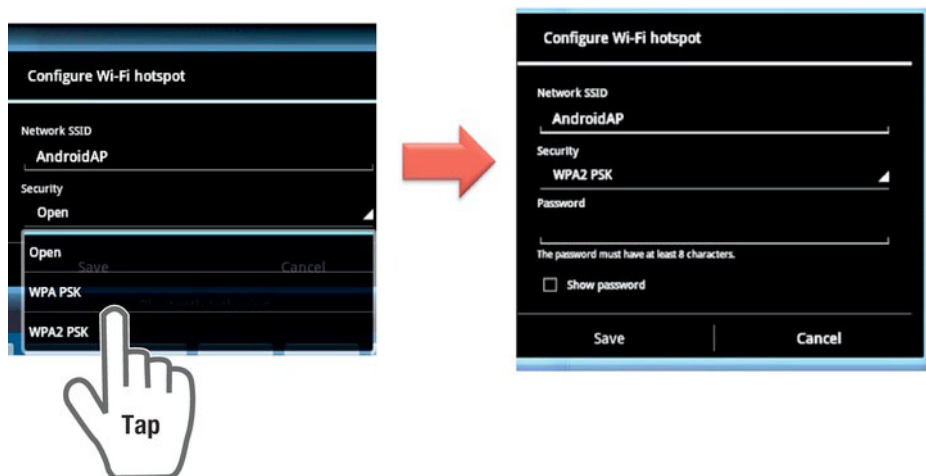 Configure Wi-Fi hotspot
Network SSID
AndroidAP
Security
Open
Open
Save Cancel
WPA PSK
WPA2 PSK
Tap
Configure Wi-Fi hotspot
Network SSID
AndroidAP
Security
WPA2 PSK
Password
The password must have at least 8 characters.
Show password
Save Cancel